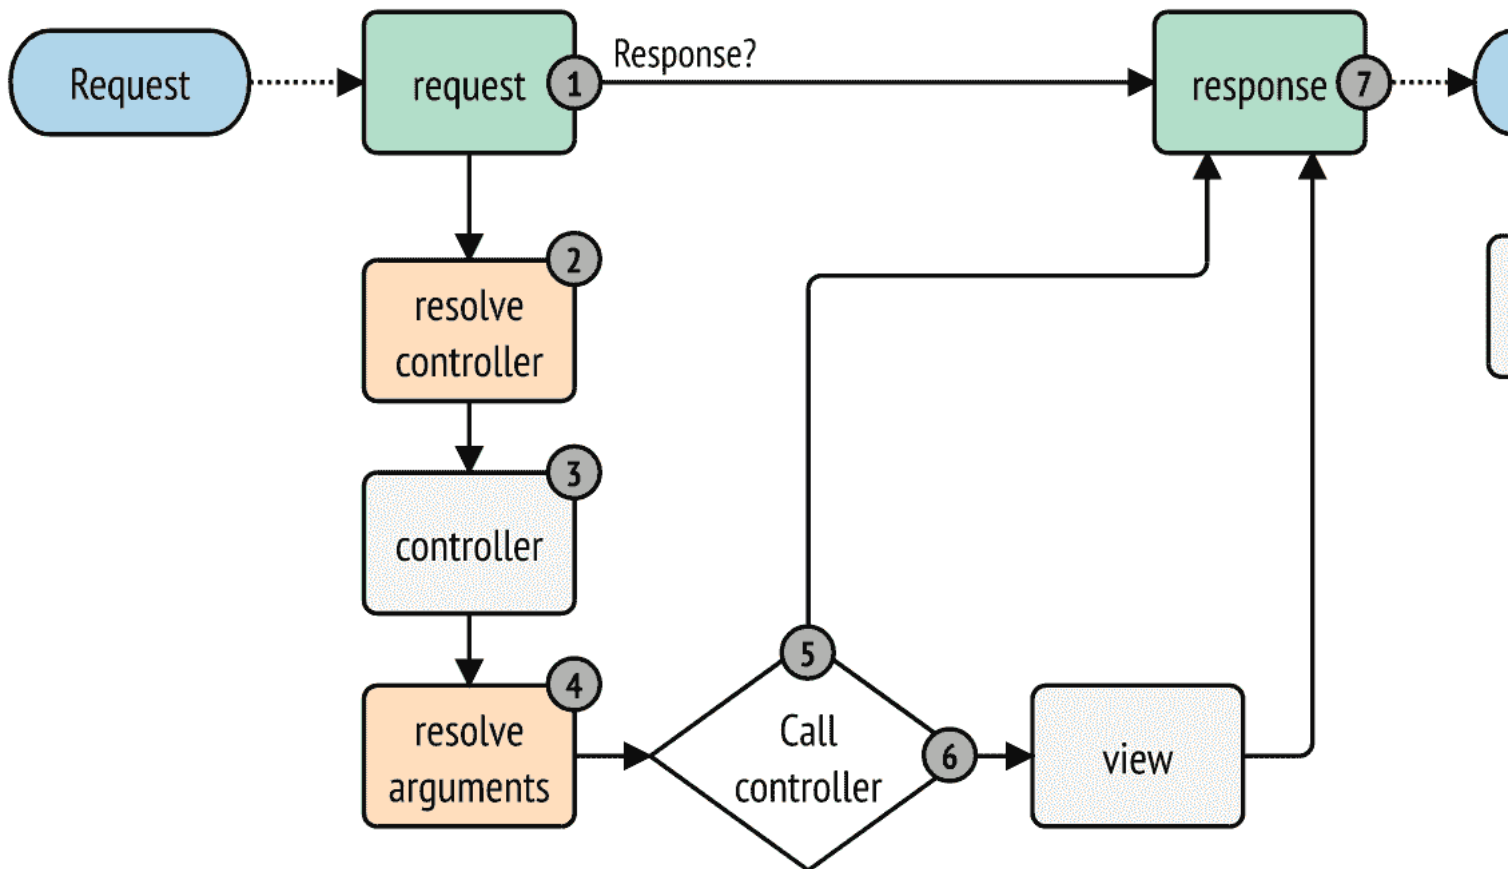 Request
request
1
Response?
response
7
2
resolve
controller
3
controller
4
resolve
arguments
5
Call
controller
6
view